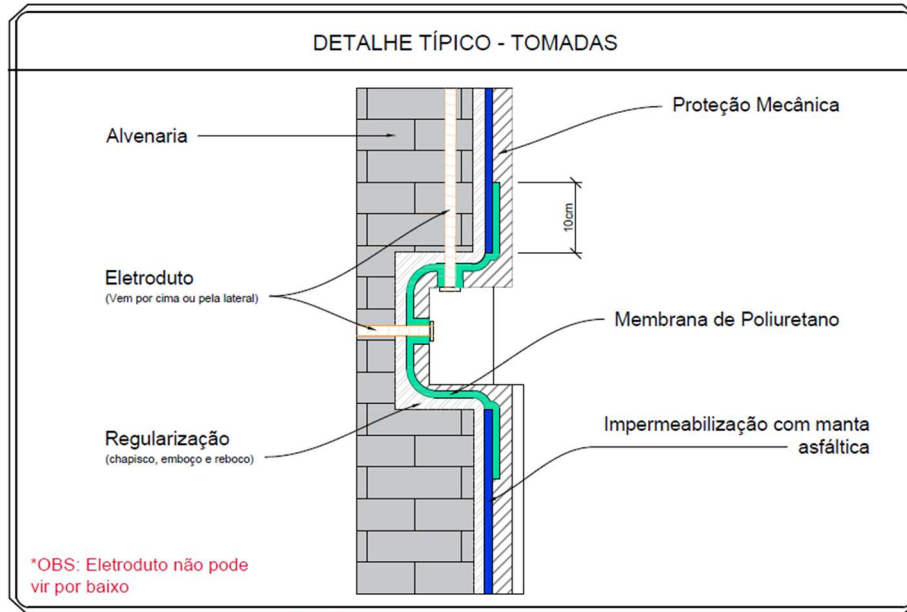 DETALHE TÍPICO - TOMADAS
Proteção Mecânica
Alvenaria
10cm
Eletroduto
(Vem por cima ou pela lateral)
Membrana de Poliuretano
Impermeabilização com manta
asfáltica
Regularização
(chapisco, emboço e reboco)
*OBS: Eletroduto não pode
vir por baixo